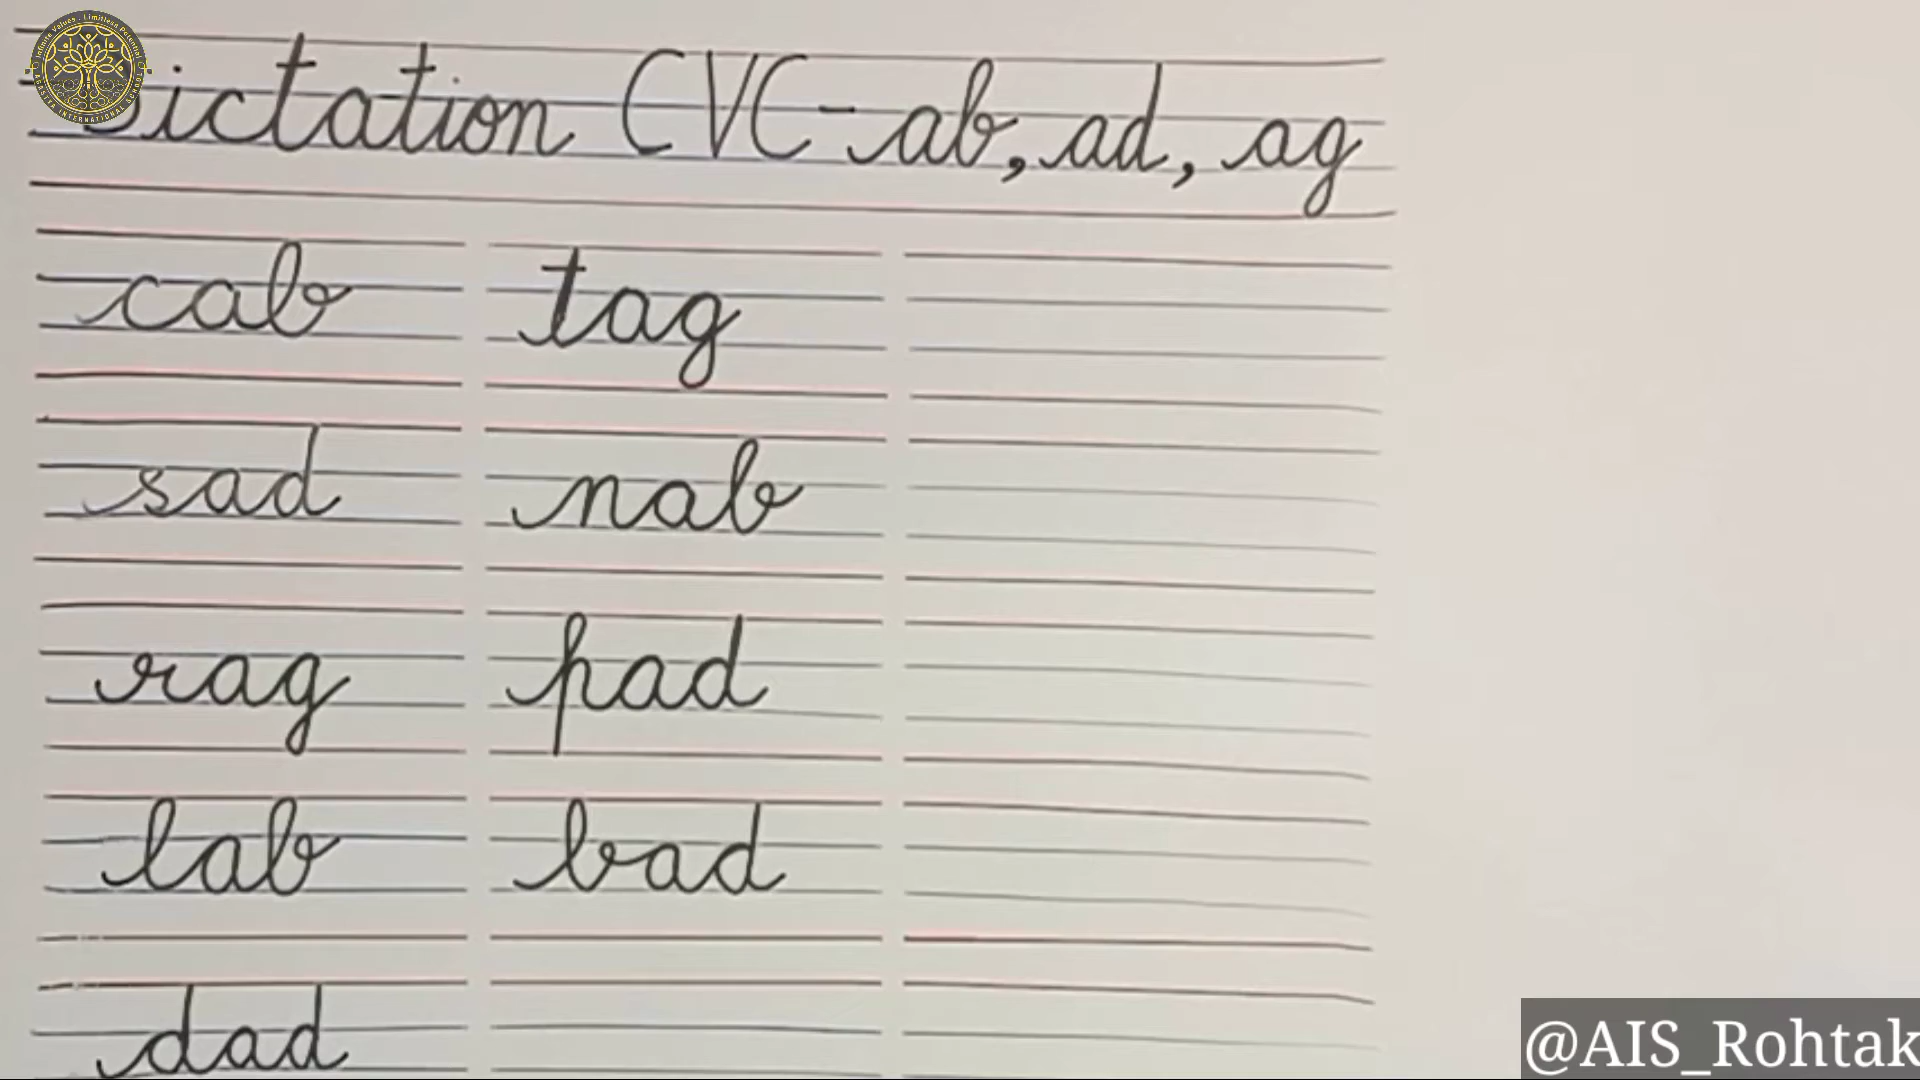 Dictation CVC-ab, ad, ag
cab tag
sad nab
rag pad
lab bad
dad
@AIS_Rohtak